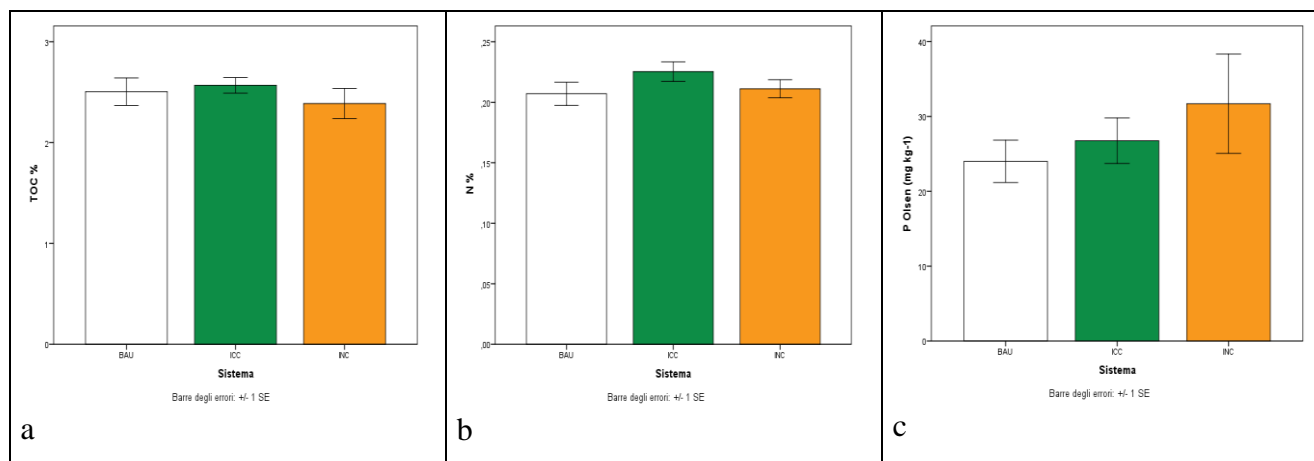 TOC %
3
2
1
0
BAU ICC INC
Sistema
Barre degli errori: +/- 1 SE
a
N %
,25
,20
,15
,10
,05
,00
BAU ICC INC
Sistema
Barre degli errori: +/- 1 SE
b
P Olsen (mg kg-1)
40
30
20
10
0
BAU ICC INC
Sistema
Barre degli errori: +/- 1 SE
c